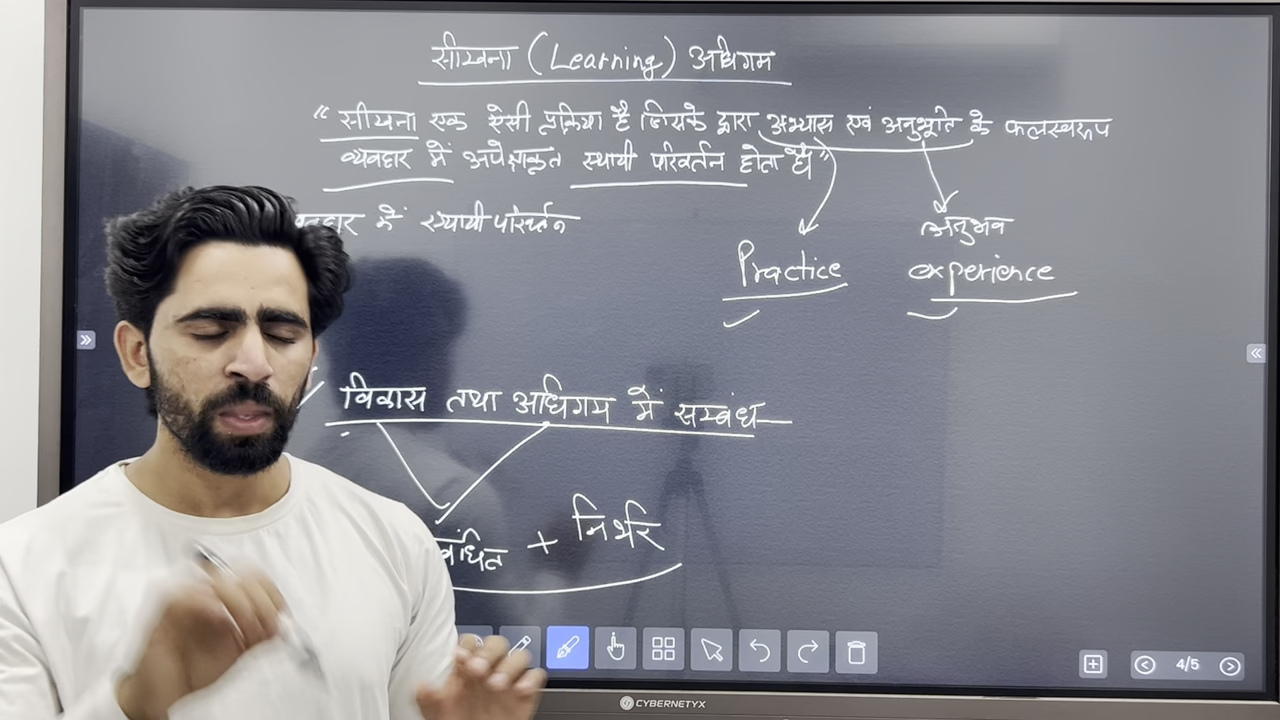 सीखना (Learning) अधिगम
“ सीखना एक ऐसी प्रक्रिया है जिसके द्वारा अभ्यास एवं अनुभूति के फलस्वरूप
व्यवहार में अपेक्षाकृत स्थायी परिवर्तन होता है”
में स्थायी परिवर्तन
अनुभव
Practice experience
विकास तथा अधिगम में सम्बंध—
+ निर्भर
4/5
CYBERNETYX